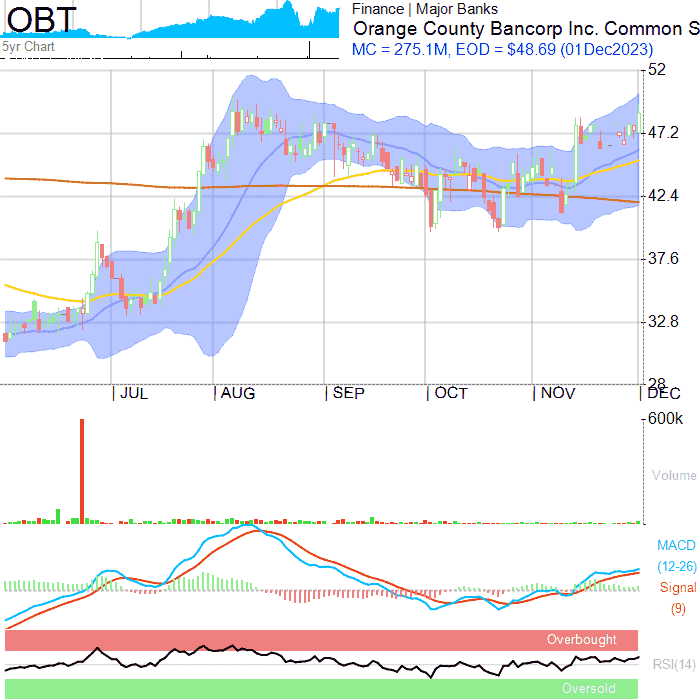 OBT
5yr Chart
Finance | Major Banks
Orange County Bancorp Inc. Common S
MC = 275.1M, EOD = $48.69 (01Dec2023)
52
47.2
42.4
37.6
32.8
28
JUL AUG SEP OCT NOV DEC
600k
Volume
MACD
(12-26)
Signal
(9)
Overbought
RSI(14)
Oversold